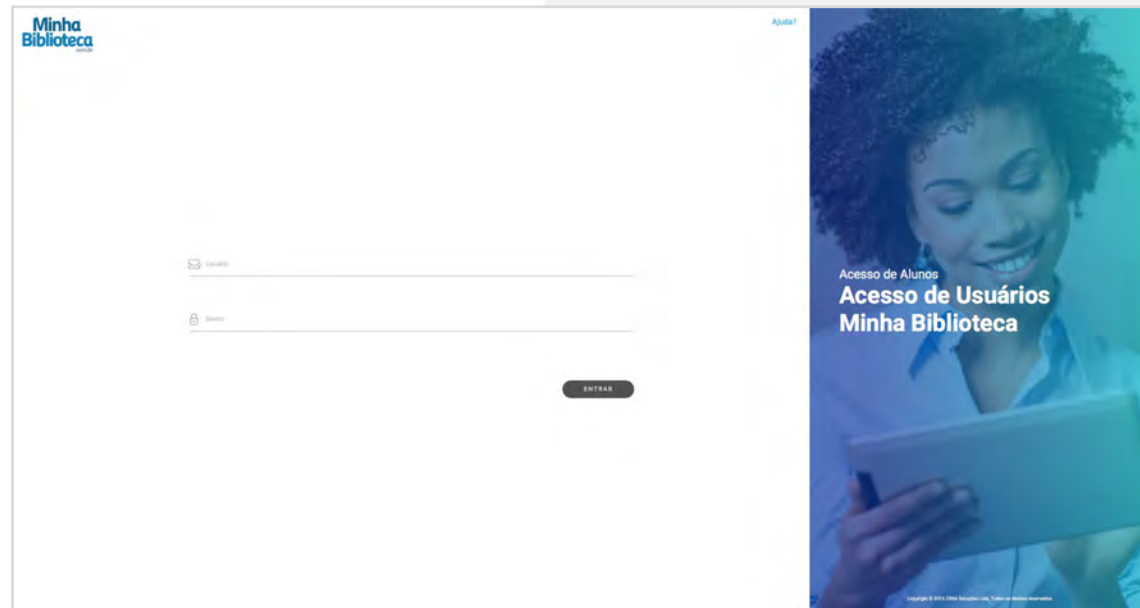 Minha
Biblioteca
Ajuda?
Usuário
Senha
ENTRAR
Acesso de Alunos
Acesso de Usuários
Minha Biblioteca